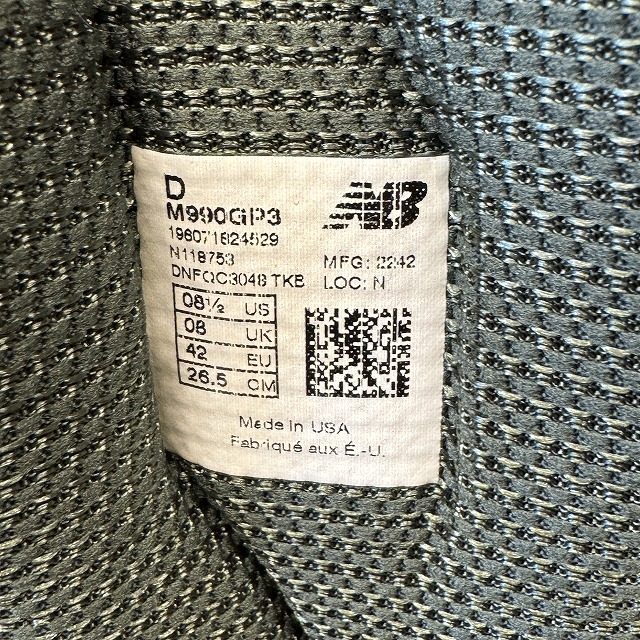 D
M990GP3
196071624529
N118753
DNFQC3048 TKB
NB
MFG: 2242
LOC: N
08½ US
08 UK
42 EU
26.5 CM
Made in USA
Fabriqué aux É.-U.